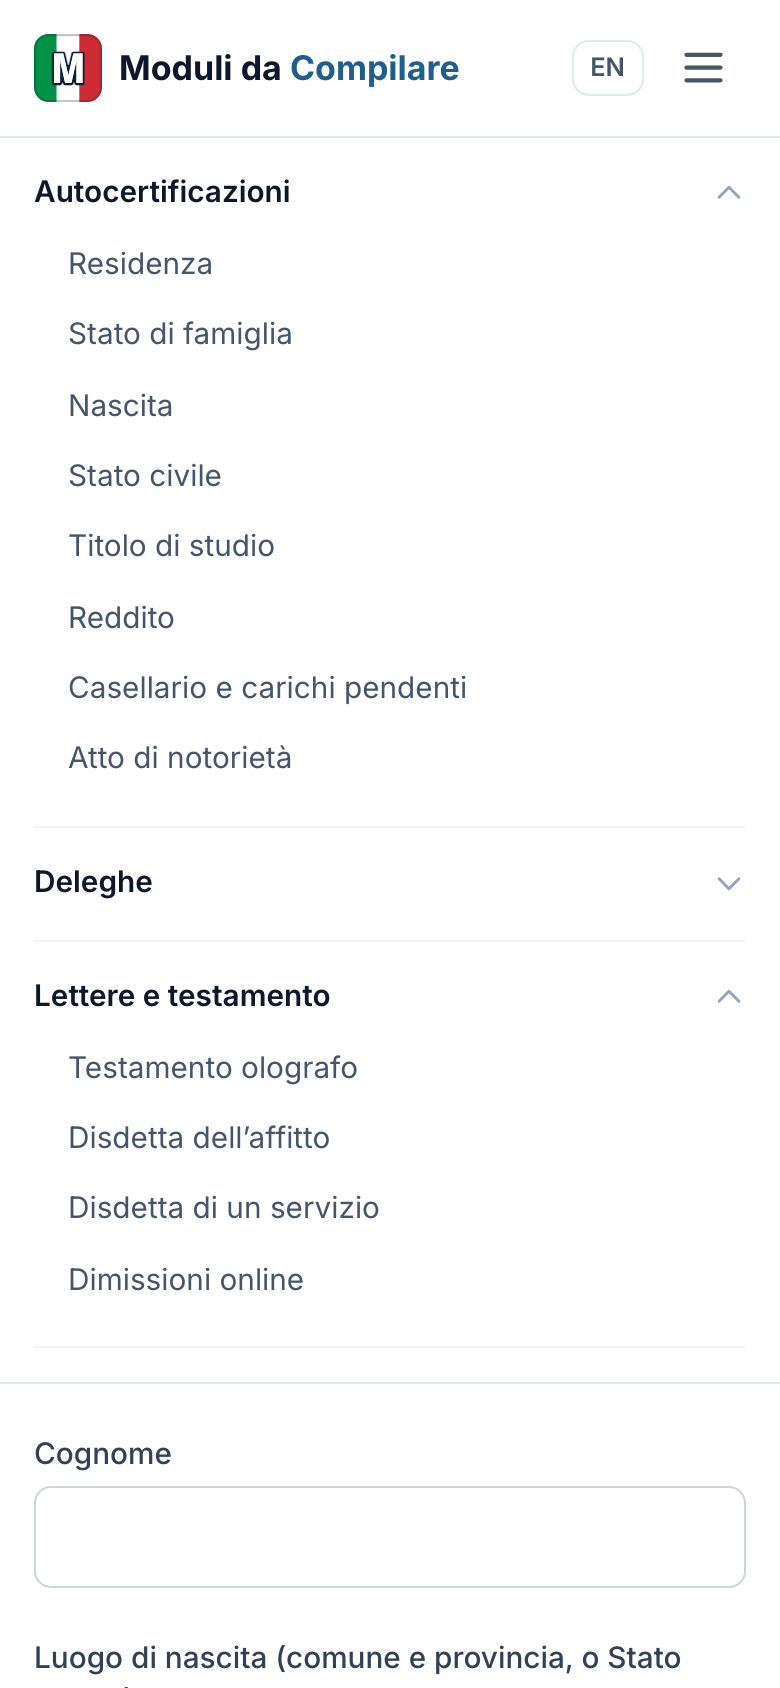 M Moduli da Compilare EN
Autocertificazioni
Residenza
Stato di famiglia
Nascita
Stato civile
Titolo di studio
Reddito
Casellario e carichi pendenti
Atto di notorietà
Deleghe
Lettere e testamento
Testamento olografo
Disdetta dell’affitto
Disdetta di un servizio
Dimissioni online
Cognome
Luogo di nascita (comune e provincia, o Stato